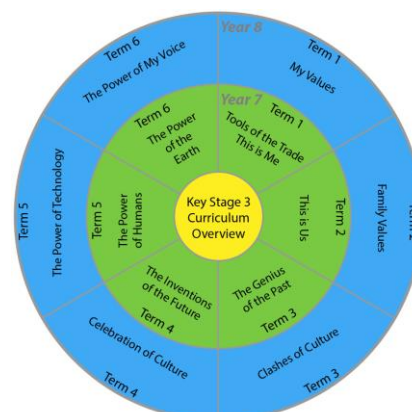 Year 8
Term 1
My Values
Family Values
Term 3
Clashes of Culture
Term 4
Celebration of Culture
Term 5
The Power of Technology
Term 6
The Power of My Voice
Year 7
Term 1
Tools of the Trade
This is Me
Term 2
This is Us
Term 3
The Genius
of the Past
Term 4
The Inventions
of the Future
Term 5
The Power
of Humans
Term 6
The Power
of the
Earth
Key Stage 3
Curriculum
Overview